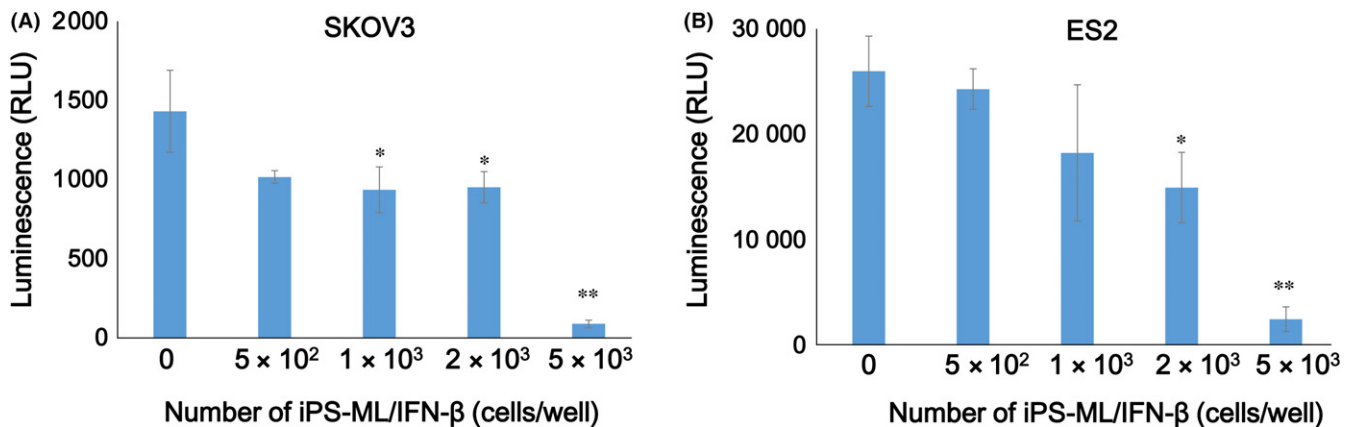 (A)
SKOV3
Luminescence (RLU)
2 000
1500
1000
500
0
*
*
**
0
5 × 10²
1 × 10³
2 × 10³
5 × 10³
Number of iPS-ML/IFN-β (cells/well)
(B)
ES2
Luminescence (RLU)
30 000
20 000
10 000
0
*
**
0
5 × 10²
1 × 10³
2 × 10³
5 × 10³
Number of iPS-ML/IFN-β (cells/well)